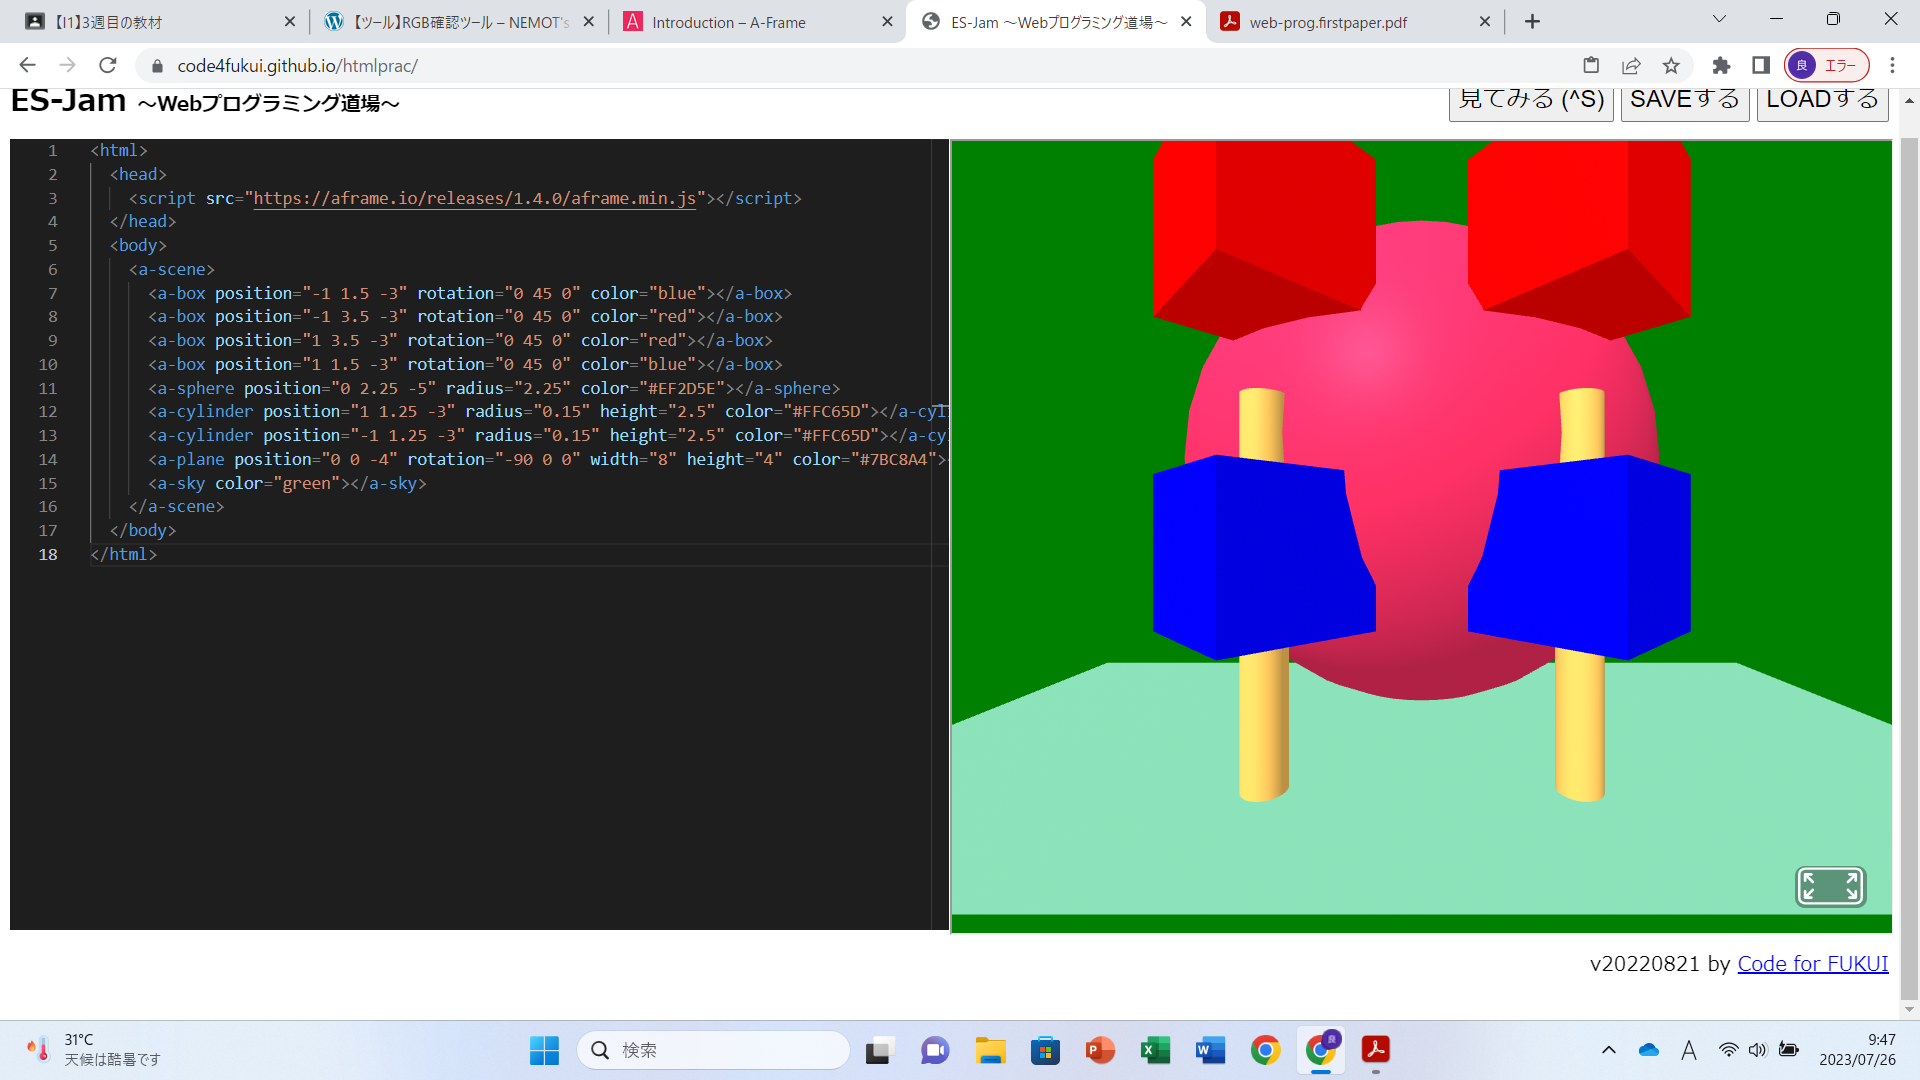 【I1】3週目の教材
【ツール】RGB確認ツール – NEMOT's
Introduction – A-Frame
ES-Jam 〜Webプログラミング道場〜
web-prog.firstpaper.pdf
code4fukui.github.io/htmlprac/
良 エラー
ES-Jam 〜Webプログラミング道場〜
見てみる (^S) SAVEする LOADする
1 <html>
2 <head>
3 <script src="https://aframe.io/releases/1.4.0/aframe.min.js"></script>
4 </head>
5 <body>
6 <a-scene>
7 <a-box position="-1 1.5 -3" rotation="0 45 0" color="blue"></a-box>
8 <a-box position="-1 3.5 -3" rotation="0 45 0" color="red"></a-box>
9 <a-box position="1 3.5 -3" rotation="0 45 0" color="red"></a-box>
10 <a-box position="1 1.5 -3" rotation="0 45 0" color="blue"></a-box>
11 <a-sphere position="0 2.25 -5" radius="2.25" color="#EF2D5E"></a-sphere>
12 <a-cylinder position="1 1.25 -3" radius="0.15" height="2.5" color="#FFC65D"></a-cyl
13 <a-cylinder position="-1 1.25 -3" radius="0.15" height="2.5" color="#FFC65D"></a-cy
14 <a-plane position="0 0 -4" rotation="-90 0 0" width="8" height="4" color="#7BC8A4"><
15 <a-sky color="green"></a-sky>
16 </a-scene>
17 </body>
18 </html>
v20220821 by Code for FUKUI
31°C
天候は酷暑です
検索
良
A
9:47
2023/07/26